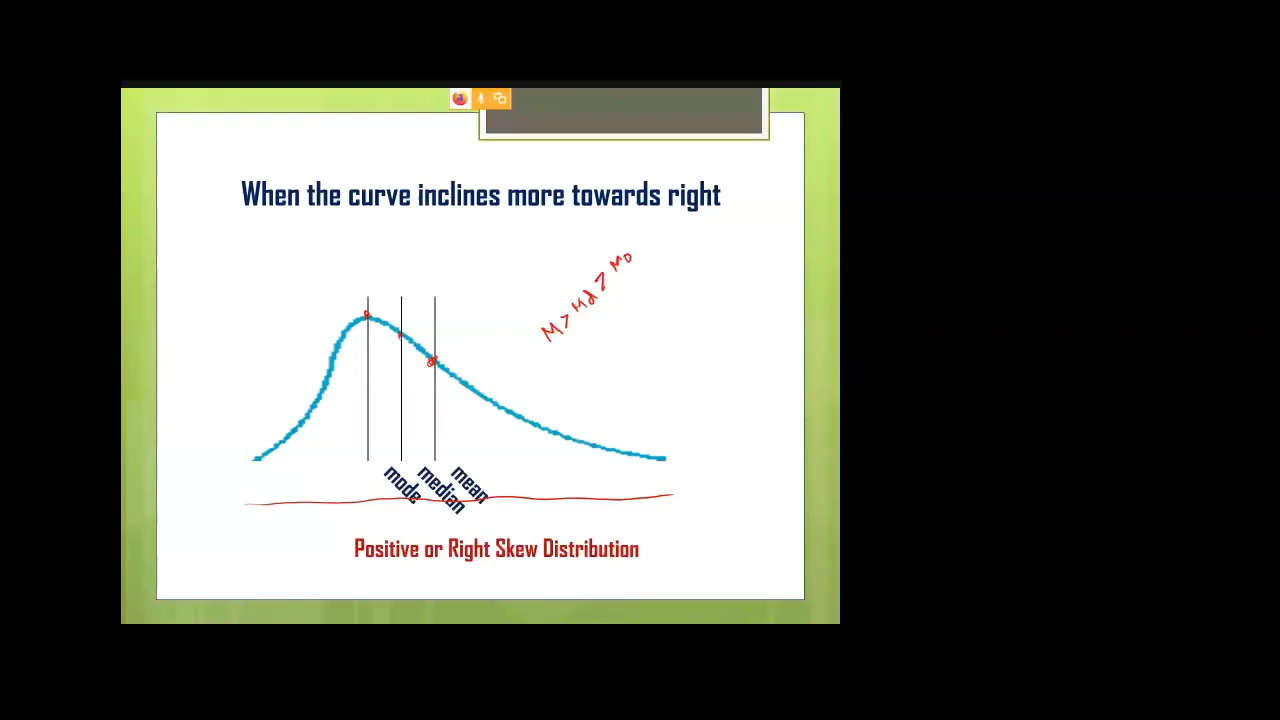 When the curve inclines more towards right
M > Md > Mo
mode median mean
Positive or Right Skew Distribution